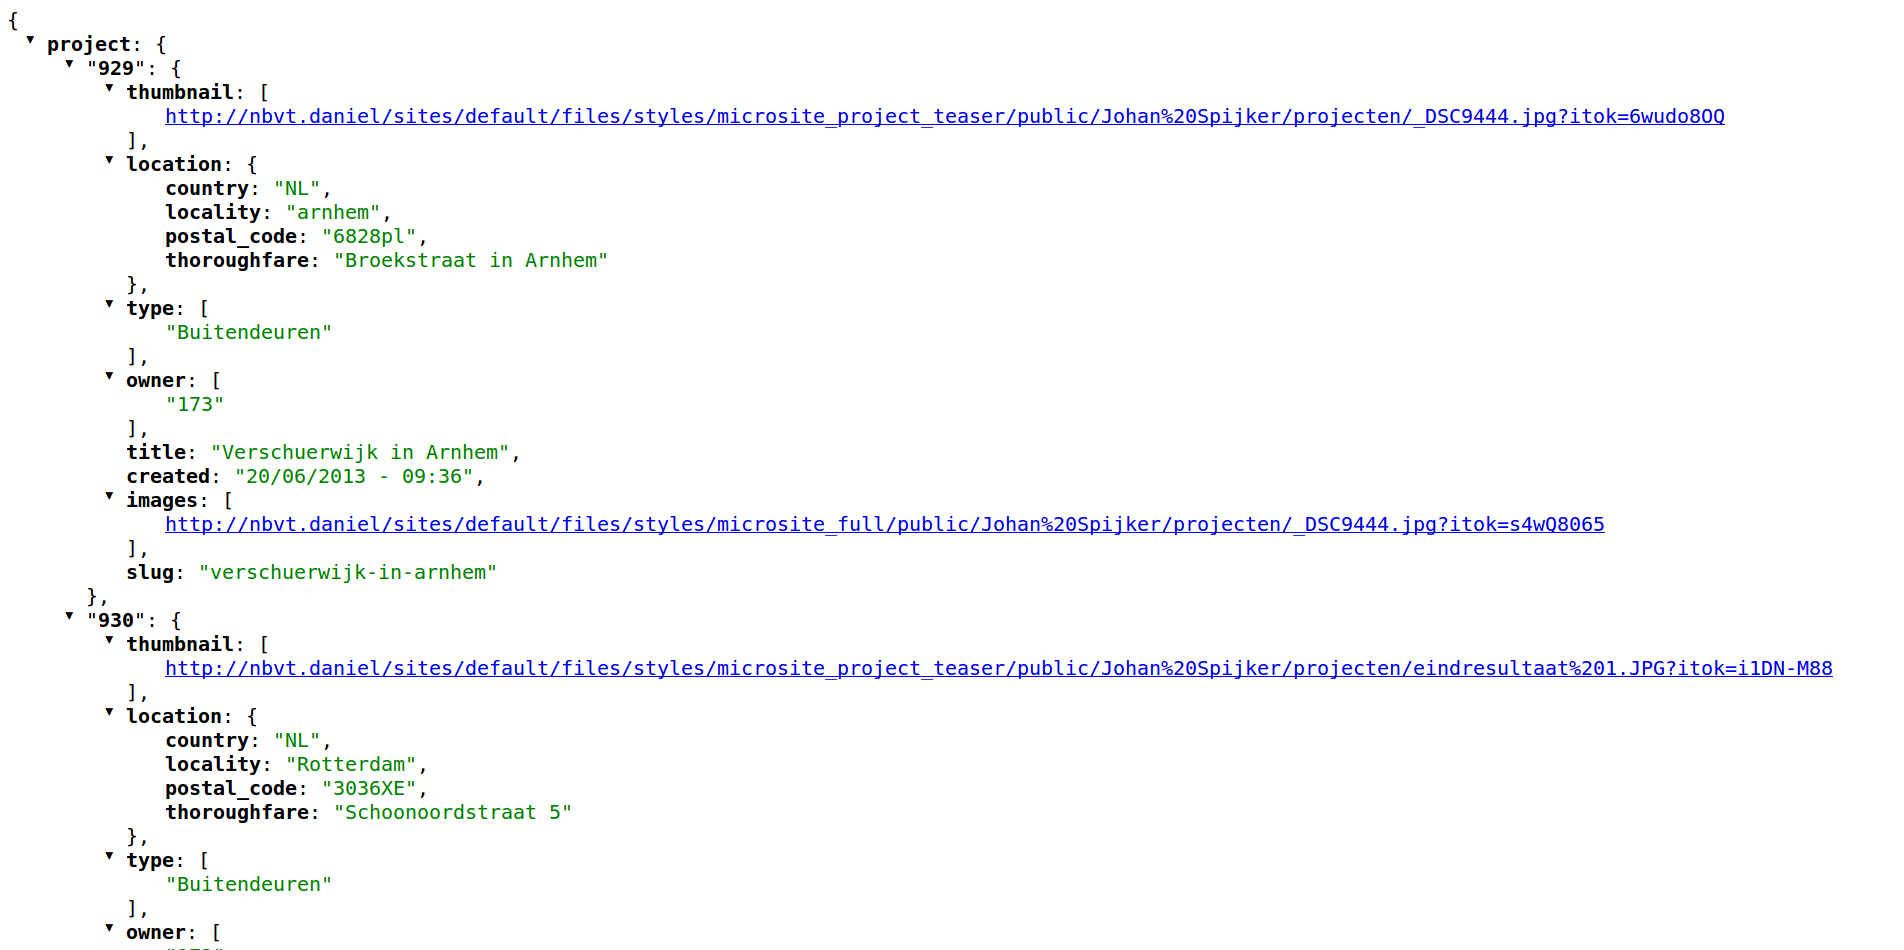 {
project: {
"929": {
thumbnail: [
http://nbvt.daniel/sites/default/files/styles/microsite_project_teaser/public/Johan%20Spijker/projecten/_DSC9444.jpg?itok=6wudo8OQ
],
location: {
country: "NL",
locality: "arnhem",
postal_code: "6828pl",
thoroughfare: "Broekstraat in Arnhem"
},
type: [
"Buitendeuren"
],
owner: [
"173"
],
title: "Verschuerwijk in Arnhem",
created: "20/06/2013 - 09:36",
images: [
http://nbvt.daniel/sites/default/files/styles/microsite_full/public/Johan%20Spijker/projecten/_DSC9444.jpg?itok=s4wQ8065
],
slug: "verschuerwijk-in-arnhem"
},
"930": {
thumbnail: [
http://nbvt.daniel/sites/default/files/styles/microsite_project_teaser/public/Johan%20Spijker/projecten/eindresultaat%201.JPG?itok=i1DN-M88
],
location: {
country: "NL",
locality: "Rotterdam",
postal_code: "3036XE",
thoroughfare: "Schoonoordstraat 5"
},
type: [
"Buitendeuren"
],
owner: [